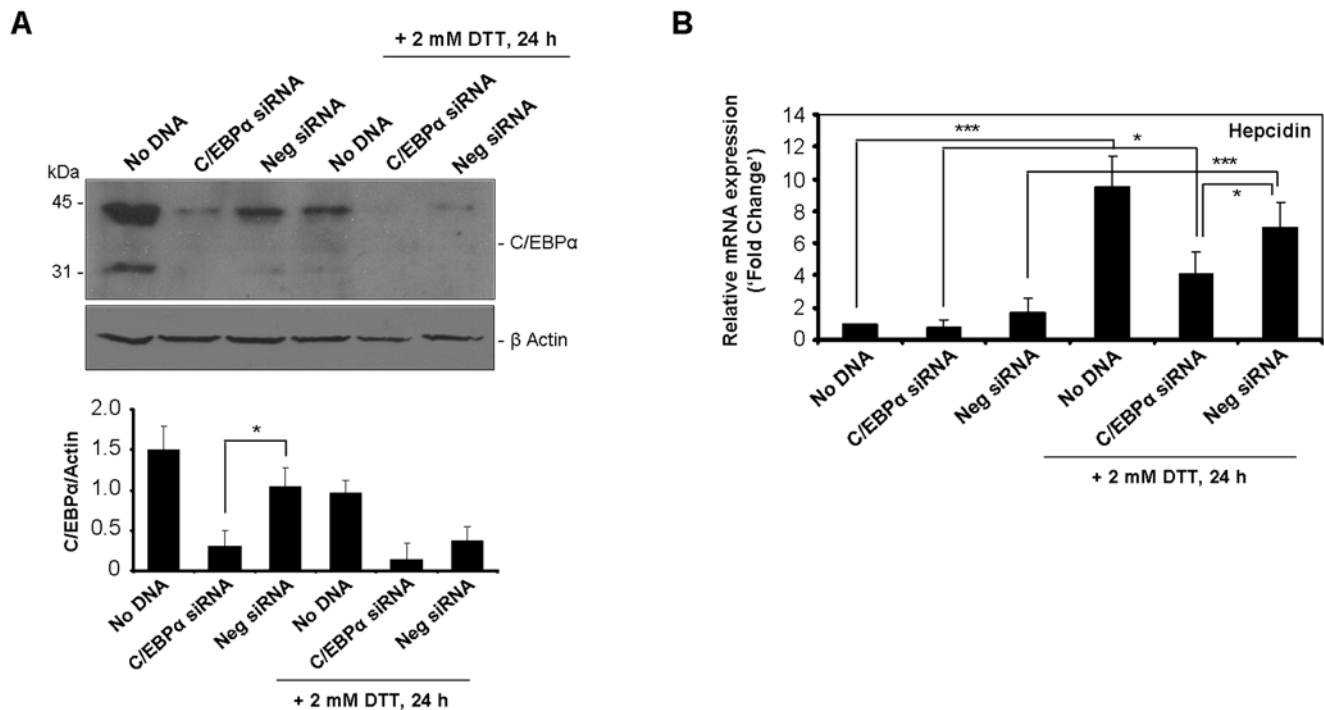 A
+ 2 mM DTT, 24 h
No DNA
C/EBPα siRNA
Neg siRNA
No DNA
C/EBPα siRNA
Neg siRNA
kDa
45 -
- C/EBPα
31 -
- β Actin
2.0
1.5
1.0
0.5
0
C/EBPα/Actin
*
No DNA
C/EBPα siRNA
Neg siRNA
No DNA
C/EBPα siRNA
Neg siRNA
+ 2 mM DTT, 24 h
B
14
12
10
8
6
4
2
0
Relative mRNA expression
('Fold Change')
Hepcidin
***
*
***
*
No DNA
C/EBPα siRNA
Neg siRNA
No DNA
C/EBPα siRNA
Neg siRNA
+ 2 mM DTT, 24 h